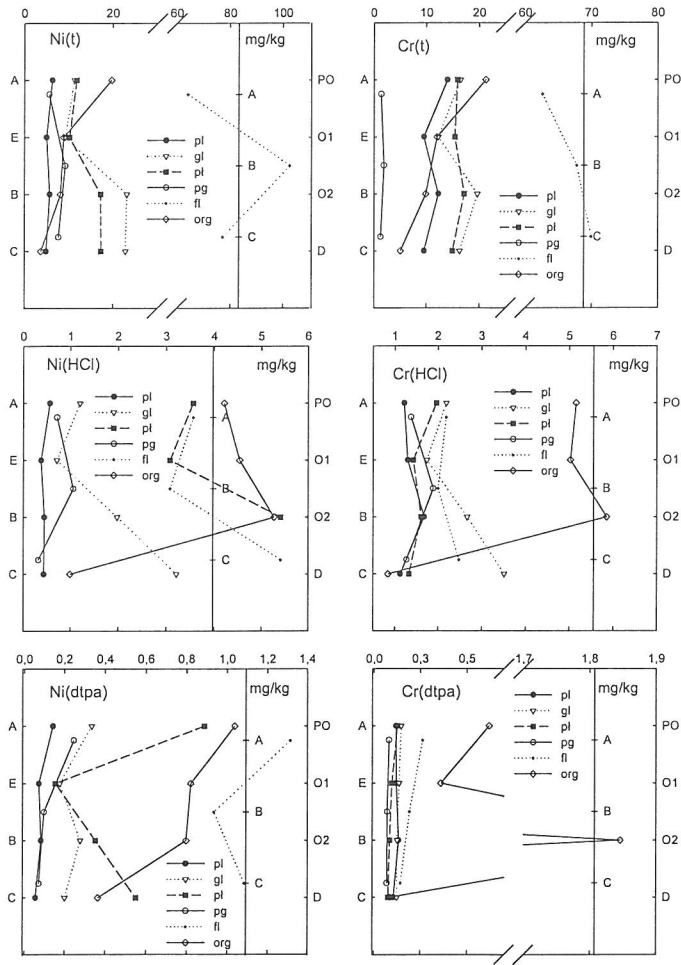 0 20 60 80 100
Ni(t)
mg/kg
A
E
B
C
A
B
C
PO
O1
O2
D
pl
gl
pł
pg
fl
org
0 10 20 60 70 80
Cr(t)
mg/kg
A
E
B
C
A
B
C
PO
O1
O2
D
pl
gl
pł
pg
fl
org
0 1 2 3 4 5 6
Ni(HCl)
mg/kg
A
E
B
C
A
B
C
PO
O1
O2
D
pl
gl
pł
pg
fl
org
1 2 3 4 5 6 7
Cr(HCl)
mg/kg
A
E
B
C
A
B
C
PO
O1
O2
D
pl
gl
pł
pg
fl
org
0,0 0,2 0,4 0,6 0,8 1,0 1,2 1,4
Ni(dtpa)
mg/kg
A
E
B
C
A
B
C
PO
O1
O2
D
pl
gl
pł
pg
fl
org
0,0 0,3 0,5 1,7 1,8 1,9
Cr(dtpa)
mg/kg
A
E
B
C
A
B
C
PO
O1
O2
D
pl
gl
pł
pg
fl
org